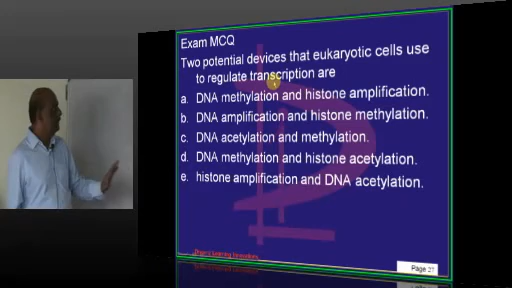 Exam MCQ
Two potential devices that eukaryotic cells use
to regulate transcription are
a. DNA methylation and histone amplification.
b. DNA amplification and histone methylation.
c. DNA acetylation and methylation.
d. DNA methylation and histone acetylation.
e. histone amplification and DNA acetylation.
Learning
Page 21